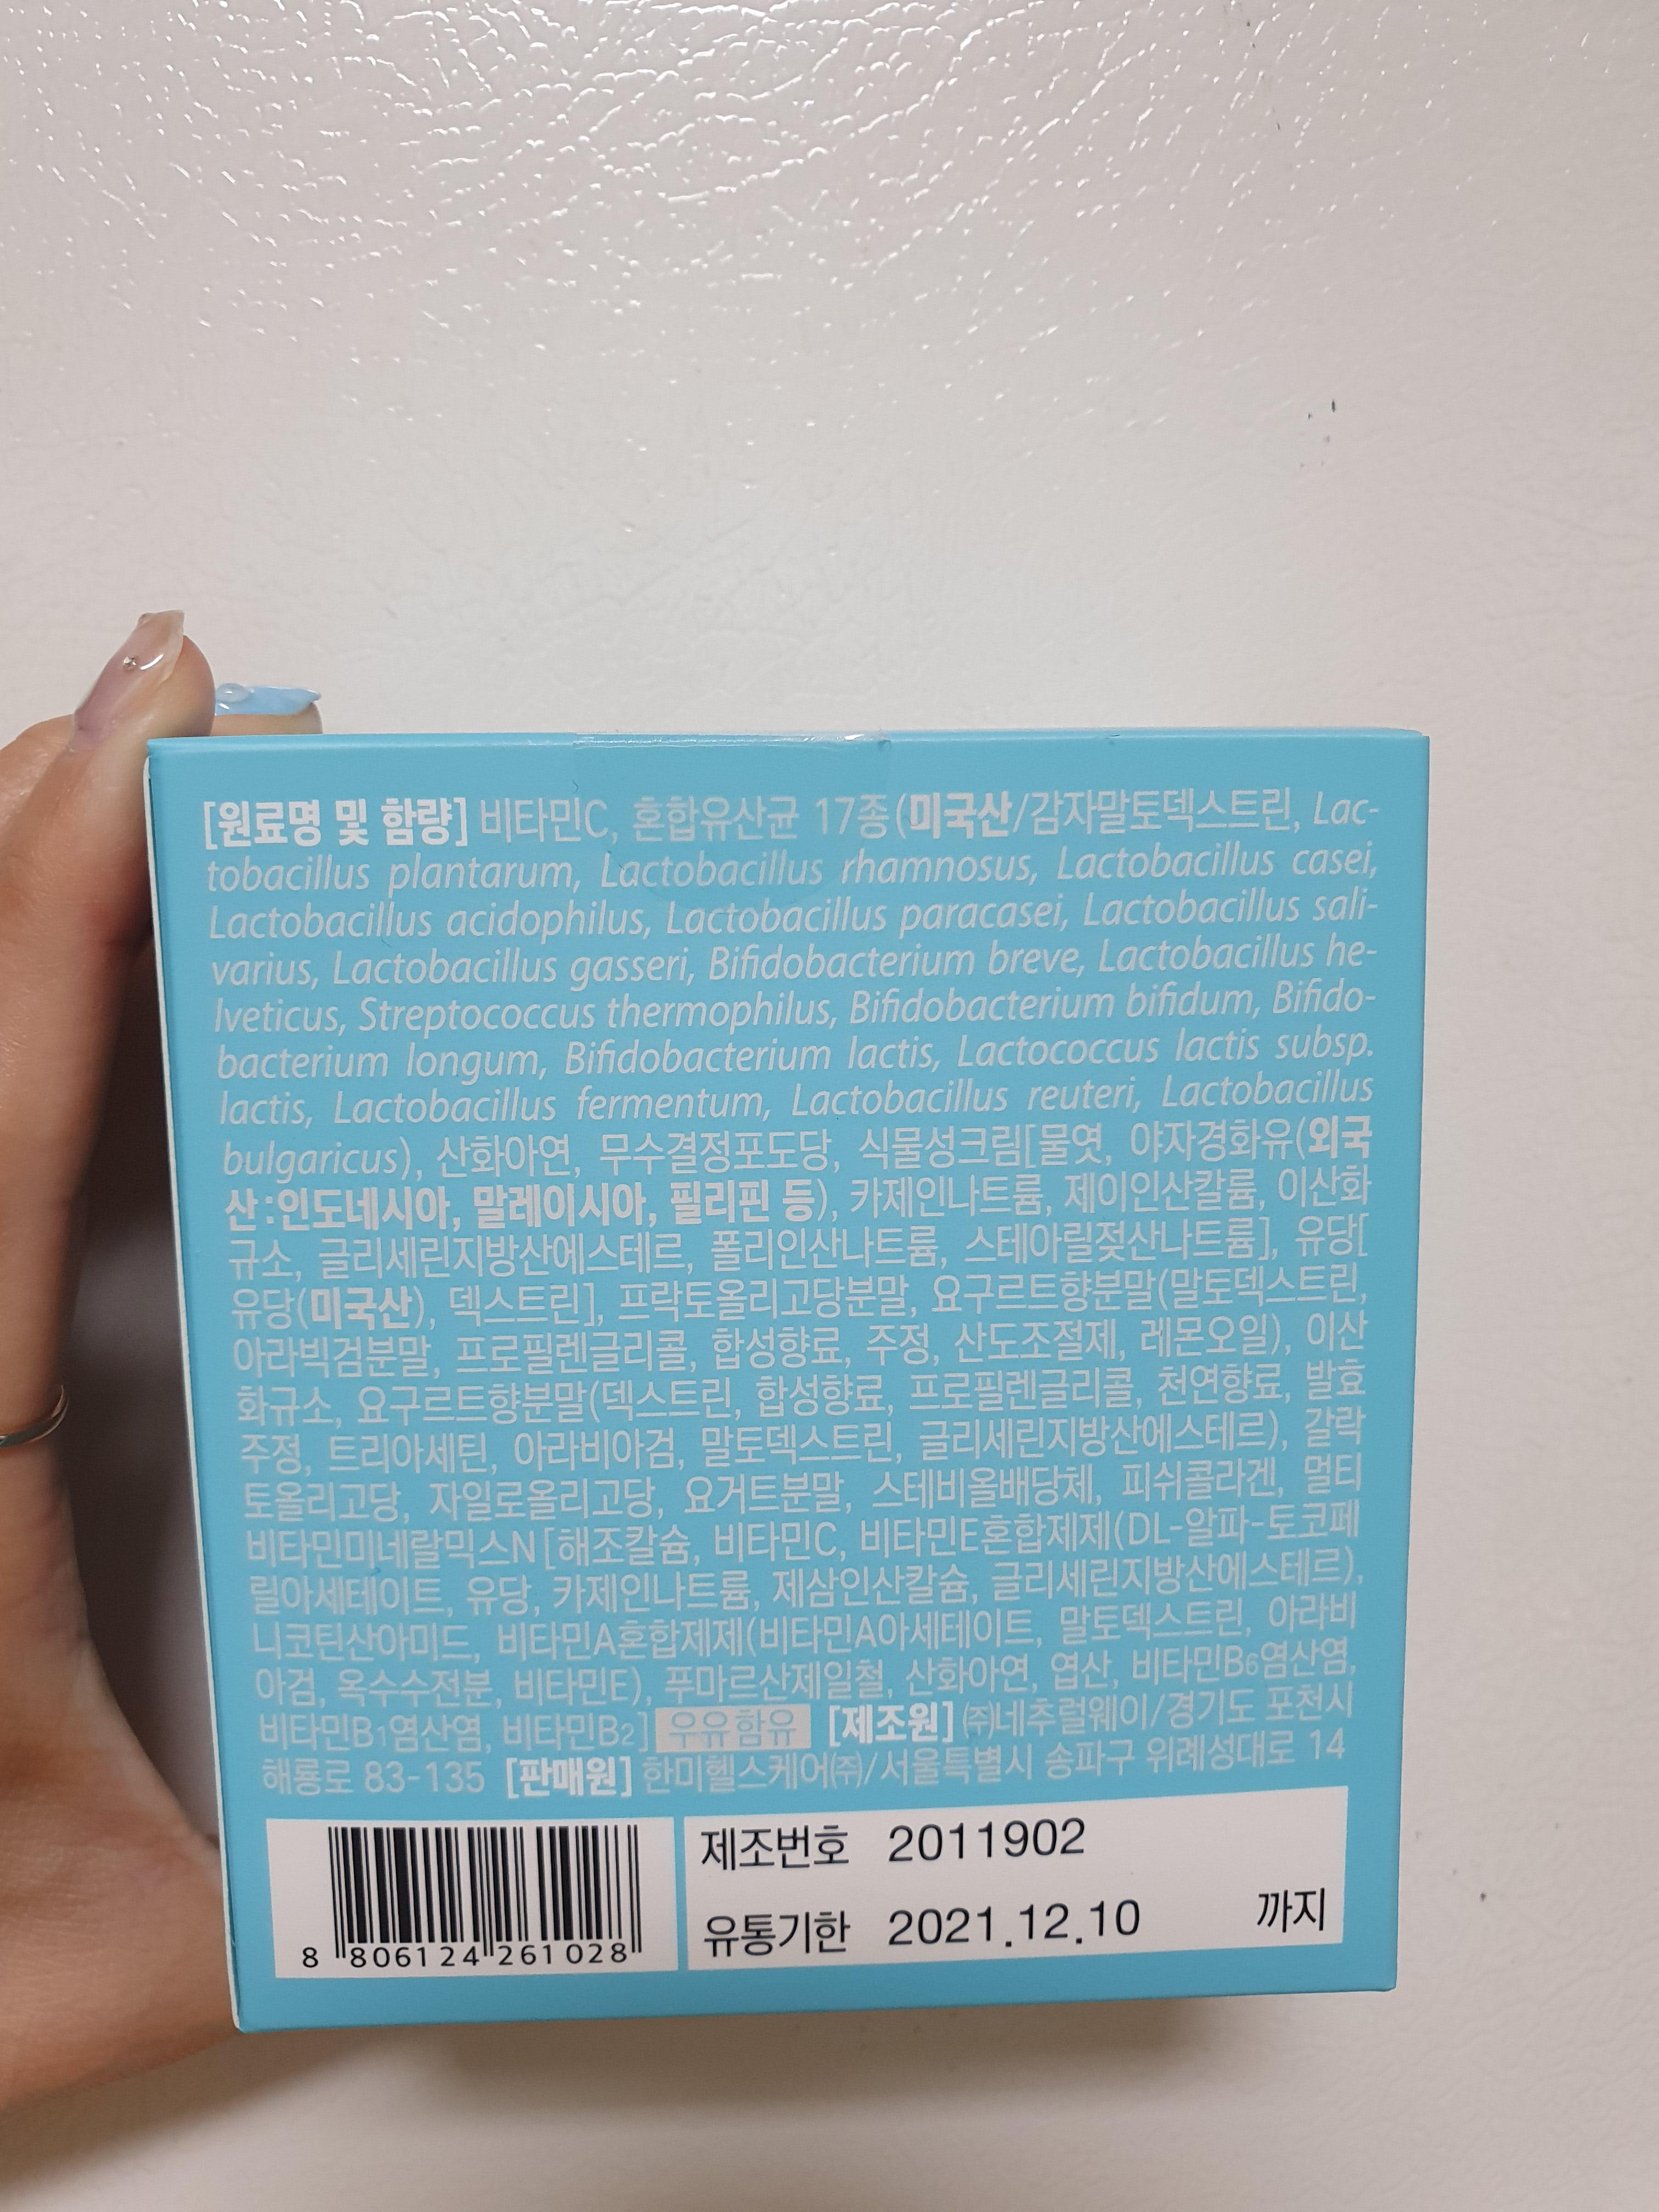 [원료명 및 함량] 비타민C, 혼합유산균 17종(미국산/감자말토덱스트린, Lac-
tobacillus plantarum, Lactobacillus rhamnosus, Lactobacillus casei,
Lactobacillus acidophilus, Lactobacillus paracasei, Lactobacillus sali-
varius, Lactobacillus gasseri, Bifidobacterium breve, Lactobacillus he-
lveticus, Streptococcus thermophilus, Bifidobacterium bifidum, Bifido-
bacterium longum, Bifidobacterium lactis, Lactococcus lactis subsp.
lactis, Lactobacillus fermentum, Lactobacillus reuteri, Lactobacillus
bulgaricus), 산화아연, 무수결정포도당, 식물성크림[물엿, 야자경화유(외국
산:인도네시아, 말레이시아, 필리핀 등), 카제인나트륨, 제이인산칼륨, 이산화
규소, 글리세린지방산에스테르, 폴리인산나트륨, 스테아릴젖산나트륨], 유당[
유당(미국산), 덱스트린], 프락토올리고당분말, 요구르트향분말(말토덱스트린,
아라빅검분말, 프로필렌글리콜, 합성향료, 주정, 산도조절제, 레몬오일), 이산
화규소, 요구르트향분말(덱스트린, 합성향료, 프로필렌글리콜, 천연향료, 발효
주정, 트리아세틴, 아라비아검, 말토덱스트린, 글리세린지방산에스테르), 갈락
토올리고당, 자일로올리고당, 요거트분말, 스테비올배당체, 피쉬콜라겐, 멀티
비타민미네랄믹스N[해조칼슘, 비타민C, 비타민E혼합제제(DL-알파-토코페
릴아세테이트, 유당, 카제인나트륨, 제삼인산칼슘, 글리세린지방산에스테르),
니코틴산아미드, 비타민A혼합제제(비타민A아세테이트, 말토덱스트린, 아라비
아검, 옥수수전분, 비타민E), 푸마르산제일철, 산화아연, 엽산, 비타민B6염산염,
비타민B1염산염, 비타민B2] 우유함유 [제조원] ㈜네추럴웨이/경기도 포천시
해룡로 83-135 [판매원] 한미헬스케어㈜/서울특별시 송파구 위례성대로 14
제조번호 2011902
유통기한 2021.12.10 까지
8 806124 261028